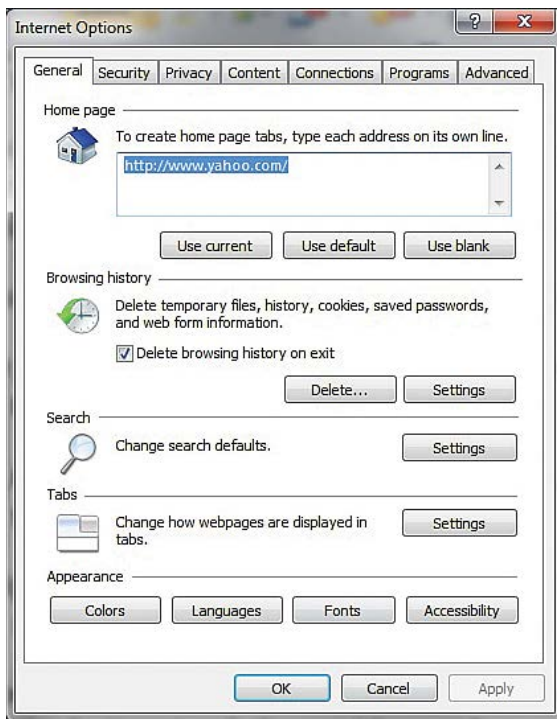 Internet Options
?
X
General Security Privacy Content Connections Programs Advanced
Home page
To create home page tabs, type each address on its own line.
http://www.yahoo.com/
Use current Use default Use blank
Browsing history
Delete temporary files, history, cookies, saved passwords,
and web form information.
Delete browsing history on exit
Delete... Settings
Search
Change search defaults.
Settings
Tabs
Change how webpages are displayed in
tabs.
Settings
Appearance
Colors Languages Fonts Accessibility
OK Cancel Apply